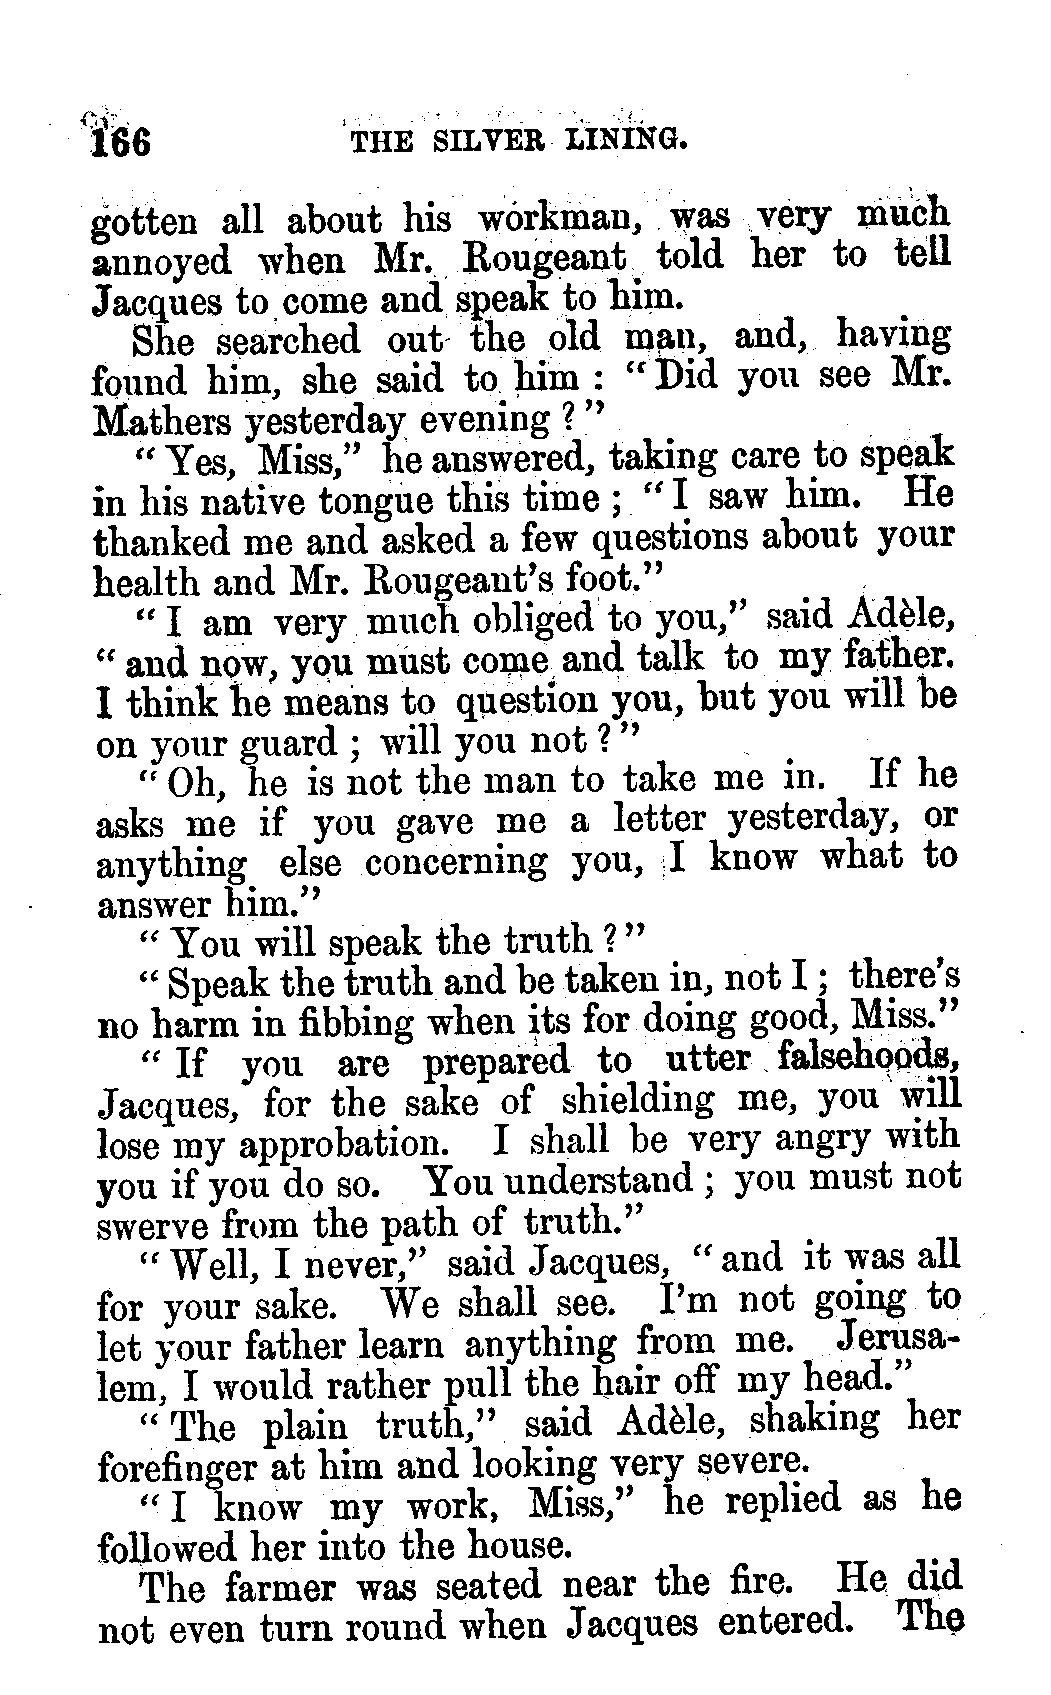 166 THE SILVER LINING.
gotten all about his workman, was very much
annoyed when Mr. Rougeant told her to tell
Jacques to come and speak to him.
She searched out the old man, and, having
found him, she said to him : “Did you see Mr.
Mathers yesterday evening ?”
“Yes, Miss,” he answered, taking care to speak
in his native tongue this time ; “I saw him. He
thanked me and asked a few questions about your
health and Mr. Rougeant's foot.”
“I am very much obliged to you,” said Adèle,
“and now, you must come and talk to my father.
I think he means to question you, but you will be
on your guard ; will you not ?”
“Oh, he is not the man to take me in. If he
asks me if you gave me a letter yesterday, or
anything else concerning you, I know what to
answer him.”
“You will speak the truth ?”
“Speak the truth and be taken in, not I ; there's
no harm in fibbing when its for doing good, Miss.”
“If you are prepared to utter falsehoods,
Jacques, for the sake of shielding me, you will
lose my approbation. I shall be very angry with
you if you do so. You understand ; you must not
swerve from the path of truth.”
“Well, I never,” said Jacques, “and it was all
for your sake. We shall see. I'm not going to
let your father learn anything from me. Jerusa-
lem, I would rather pull the hair off my head.”
“The plain truth,” said Adèle, shaking her
forefinger at him and looking very severe.
“I know my work, Miss,” he replied as he
followed her into the house.
The farmer was seated near the fire. He did
not even turn round when Jacques entered. The